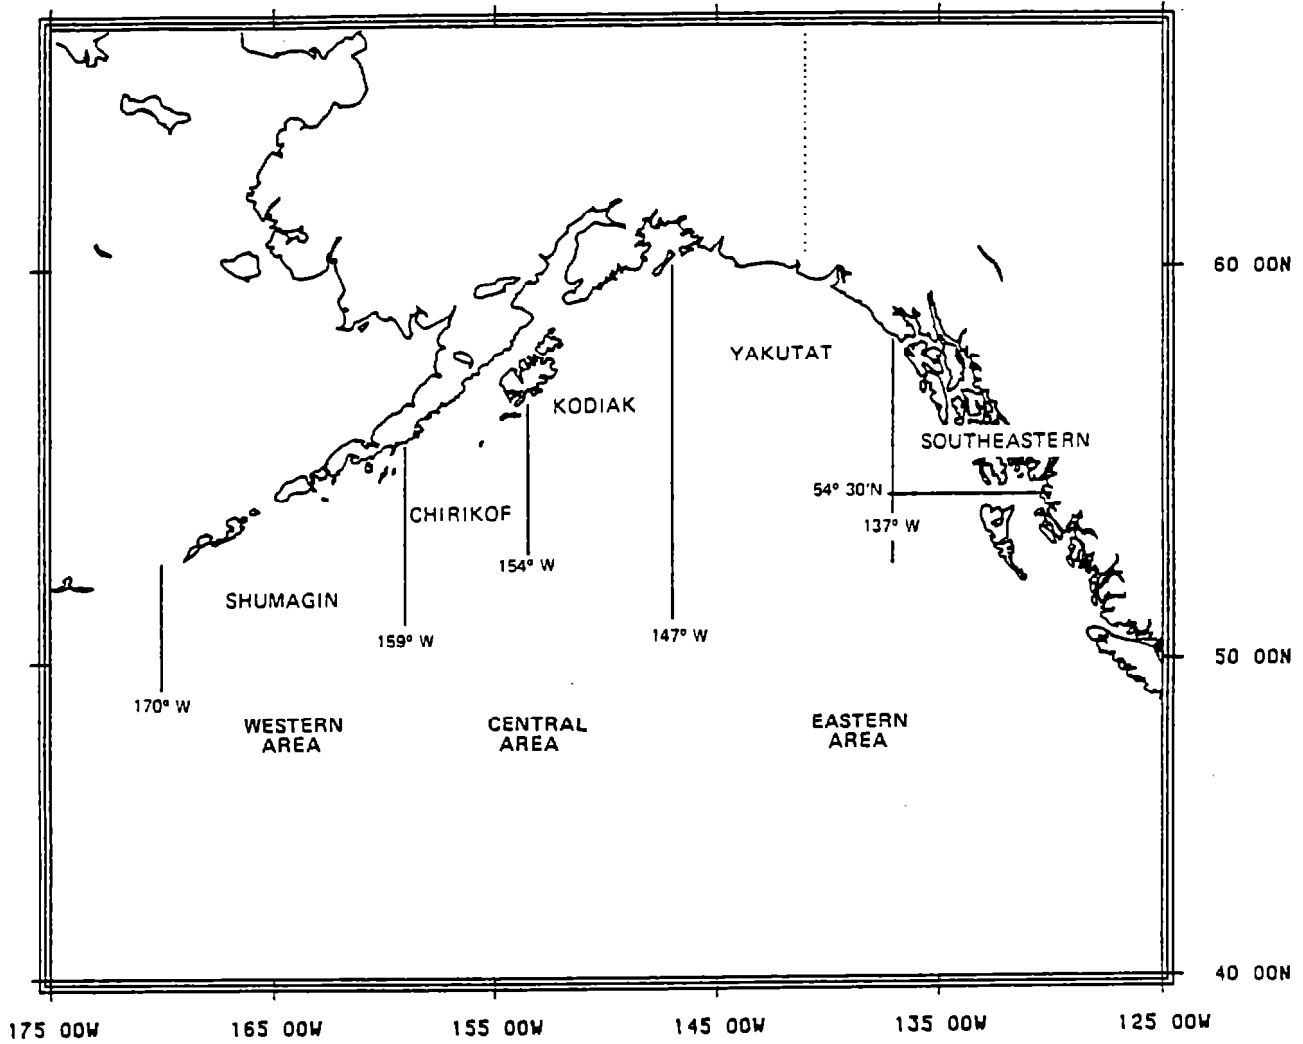 60 00N
YAKUTAT
KODIAK
SOUTHEASTERN
54° 30'N
CHIRIKOF
137° W
154° W
SHUMAGIN
159° W
147° W
50 00N
170° W
WESTERN
AREA
CENTRAL
AREA
EASTERN
AREA
40 00N
175 00W
165 00W
155 00W
145 00W
135 00W
125 00W